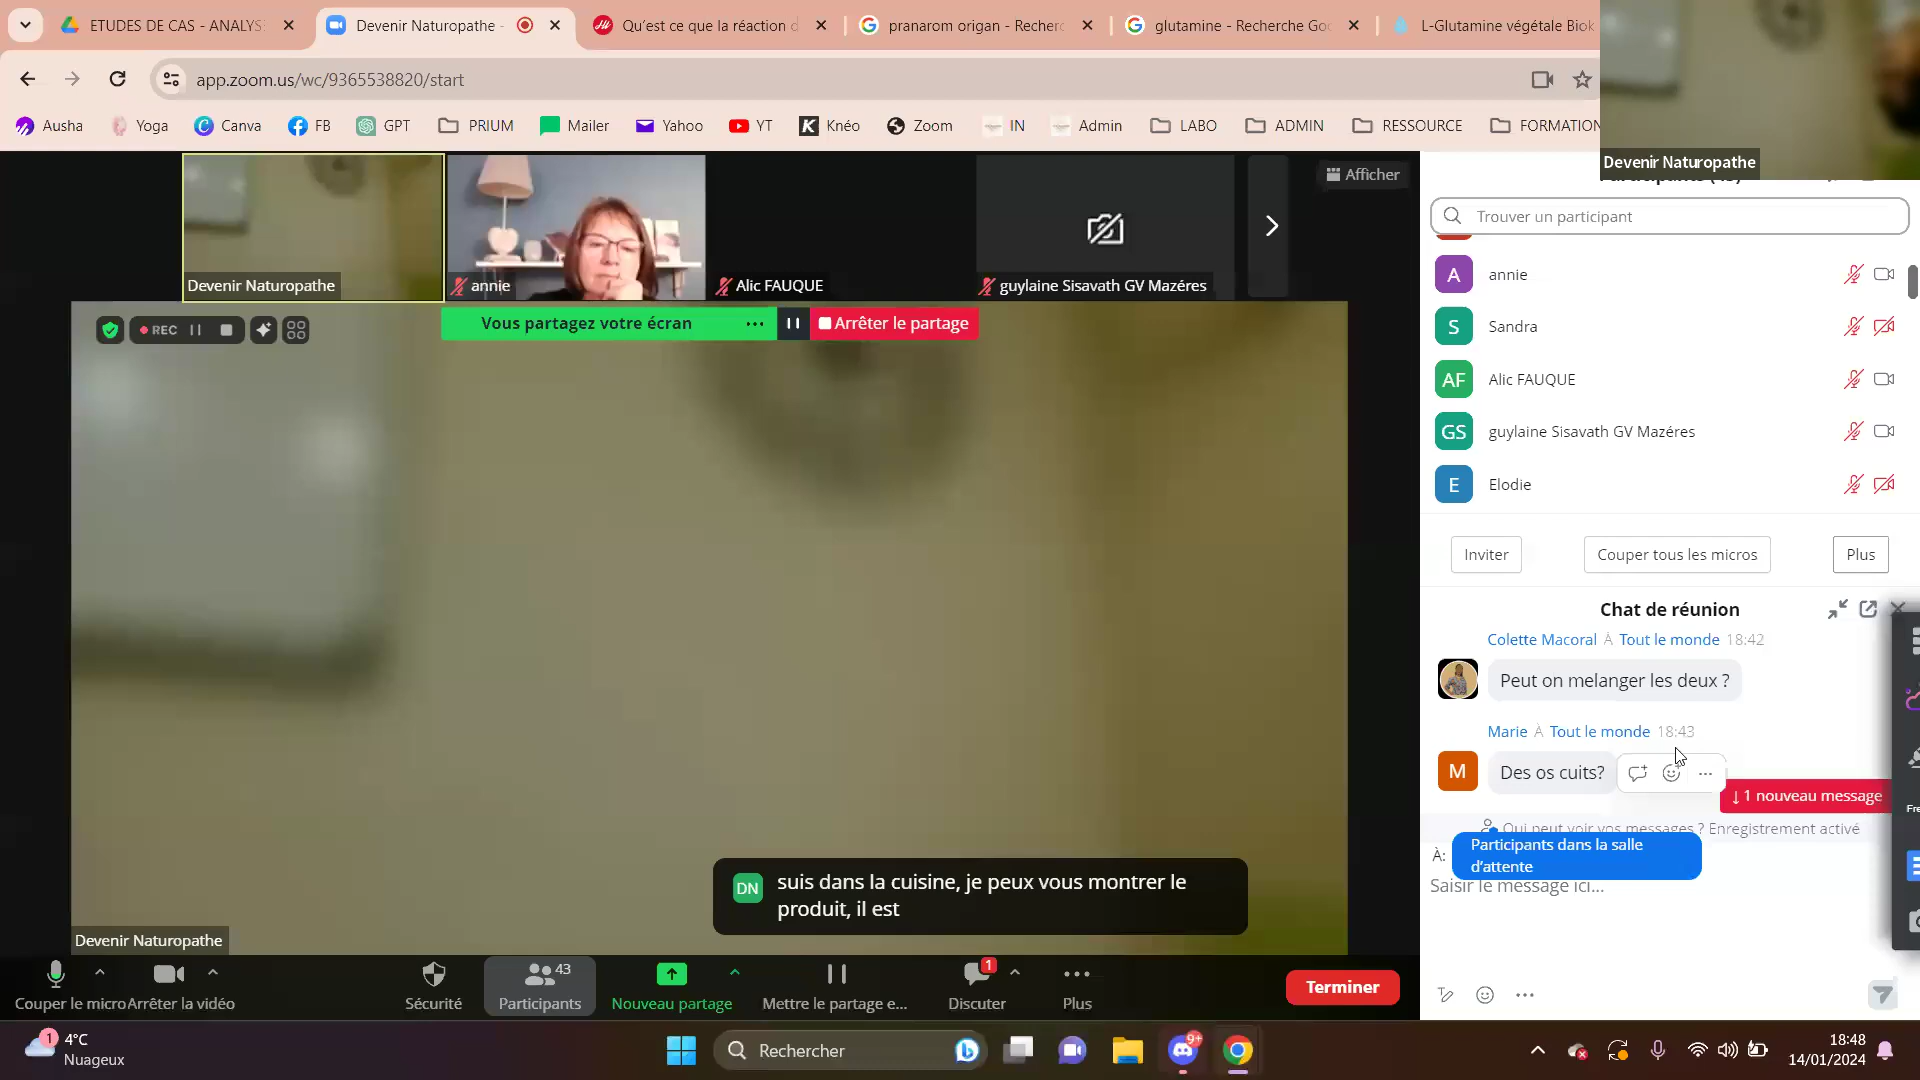 ETUDES DE CAS - ANALYS
Devenir Naturopathe -
Qu'est ce que la réaction d
pranarom origan - Recherc
glutamine - Recherche Goo
L-Glutamine végétale Biok
app.zoom.us/wc/9365538820/start
Ausha
Yoga
Canva
FB
GPT
PRIUM
Mailer
Yahoo
YT
Knéo
Zoom
IN
Admin
LABO
ADMIN
RESSOURCE
FORMATION
Devenir Naturopathe
Devenir Naturopathe
annie
Alic FAUQUE
guylaine Sisavath GV Mazéres
Afficher
REC
Vous partagez votre écran
Arrêter le partage
Trouver un participant
A
annie
S
Sandra
AF
Alic FAUQUE
GS
guylaine Sisavath GV Mazéres
E
Elodie
Inviter
Couper tous les micros
Plus
Chat de réunion
Colette Macoral À Tout le monde 18:42
Peut on melanger les deux ?
Marie À Tout le monde 18:43
M
Des os cuits?
1 nouveau message
Qui peut voir vos messages ? Enregistrement activé
À:
Participants dans la salle
d'attente
Saisir le message ici...
DN
suis dans la cuisine, je peux vous montrer le
produit, il est
Devenir Naturopathe
Couper le micro
Arrêter la vidéo
Sécurité
43
Participants
Nouveau partage
Mettre le partage e...
1
Discuter
Plus
Terminer
1
4°C
Nuageux
Rechercher
9+
18:48
14/01/2024